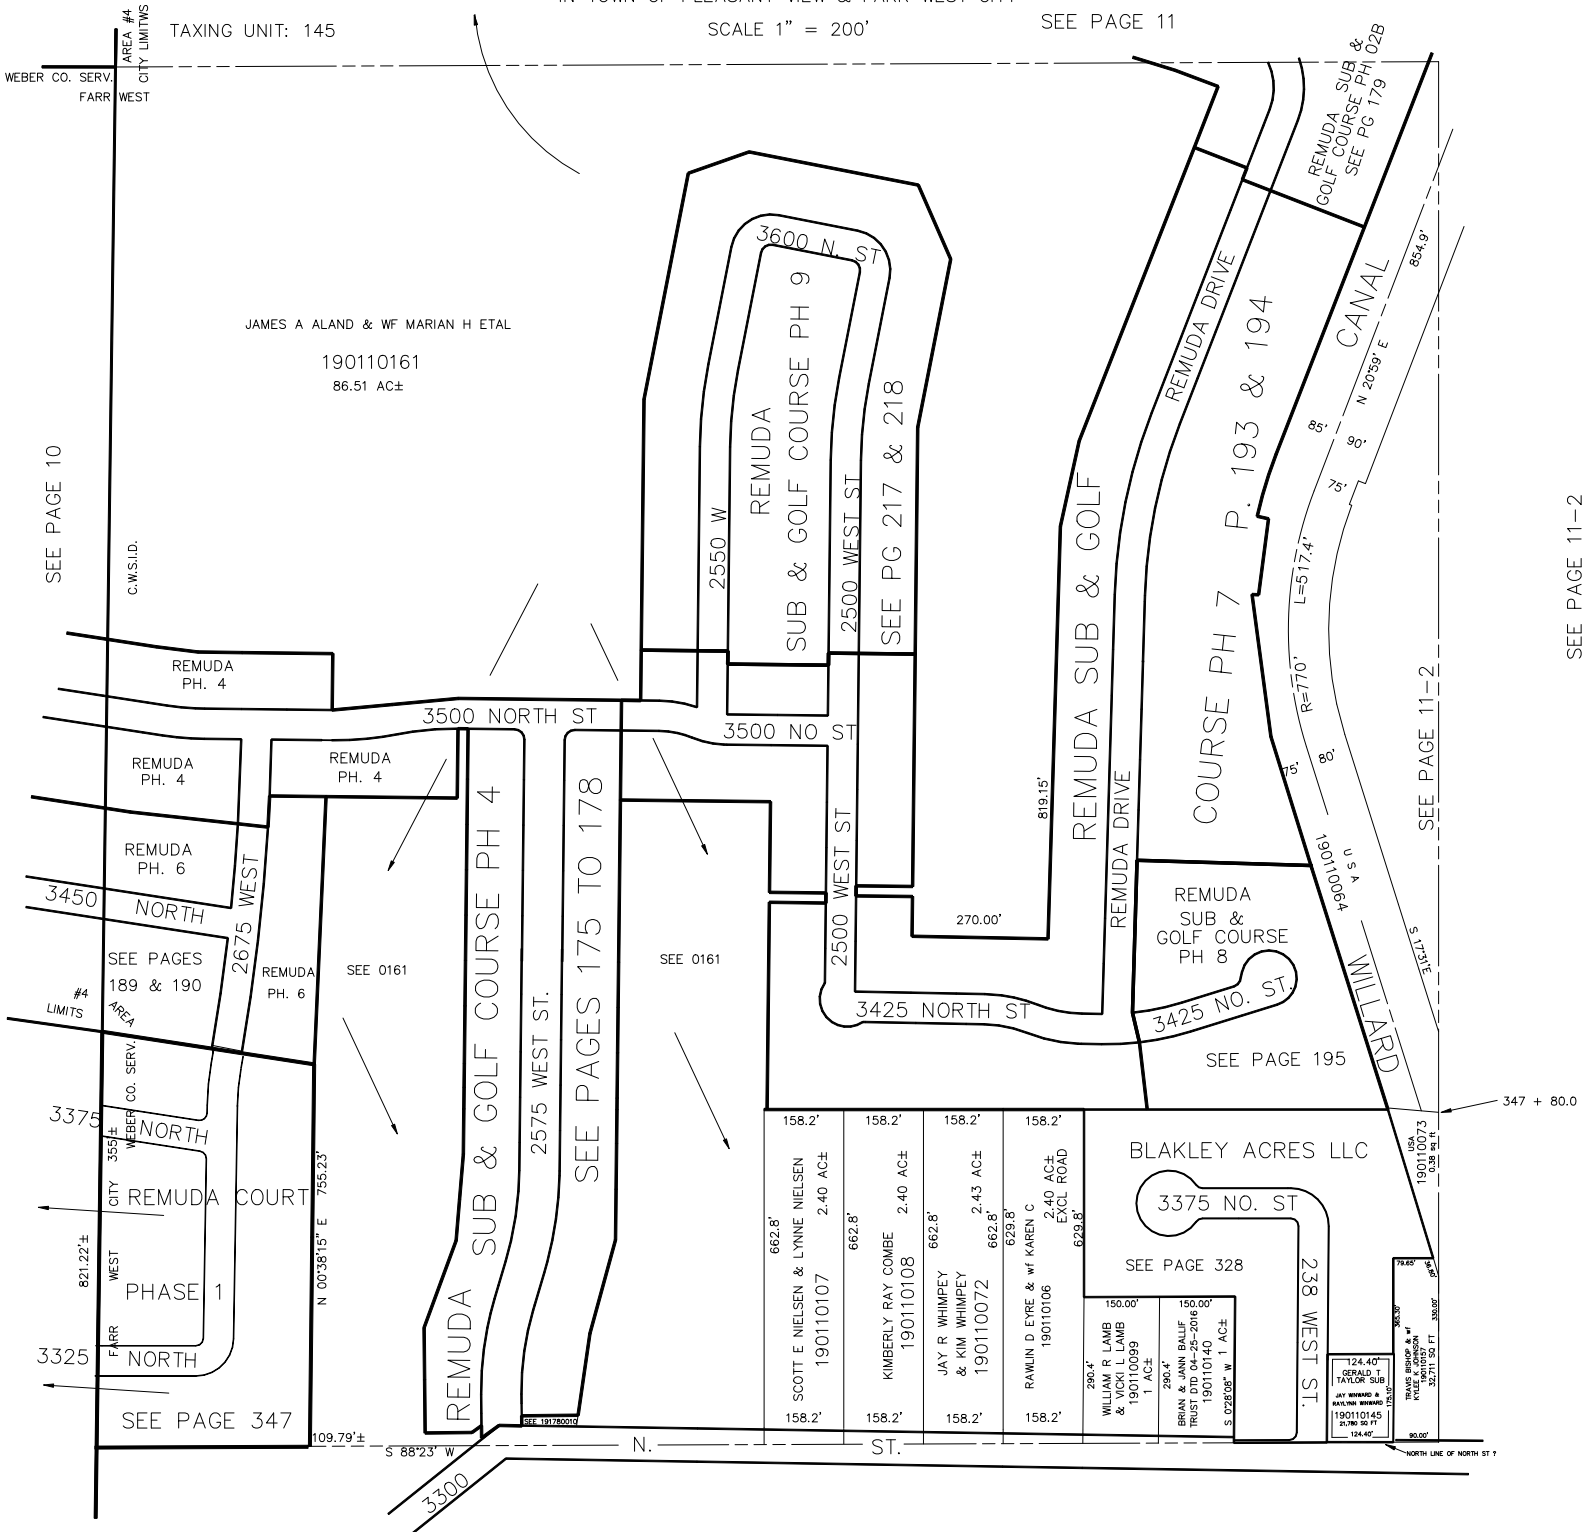 TAXING UNIT: 145
SCALE 1" = 200'
SEE PAGE 11
AREA #4
CITY LIMITWS
WEBER CO. SERV.
FARR WEST
REMUDA SUB &
GOLF COURSE PH 02B
SEE PG 179
3600 N. ST
JAMES A ALAND & WF MARIAN H ETAL
190110161
86.51 AC±
REMUDA
SUB & GOLF COURSE PH 9
SEE PG 217 & 218
2550 W
2500 WEST ST
REMUDA DRIVE
CANAL
854.9'
N 20°59' E
85'
90'
75'
L=517.4'
R=770'
75'
80'
SEE PAGE 10
C.W.S.I.D.
SEE PAGE 11-2
SEE PAGE 11-2
REMUDA SUB & GOLF
COURSE PH 7 P. 193 & 194
REMUDA
PH. 4
3500 NORTH ST
3500 NO ST
REMUDA
PH. 4
REMUDA
PH. 4
819.15'
REMUDA DRIVE
2500 WEST ST
2500 WEST ST
REMUDA
PH. 6
3450 NORTH
2675 WEST
SEE PAGES
189 & 190
REMUDA
PH. 6
#4
LIMITS
AREA
WEBER CO. SERV.
SEE 0161
SEE 0161
REMUDA SUB & GOLF COURSE PH 4
SEE PAGES 175 TO 178
2575 WEST ST.
270.00'
USA
190110064
S 17°31'E
WILLARD
REMUDA
SUB &
GOLF COURSE
PH 8
3425 NO. ST.
3425 NORTH ST
SEE PAGE 195
347 + 80.0
3375 NORTH
355'±
REMUDA COURT
PHASE 1
CITY
WEST
FARR
821.22'±
N 00°38'15" E 755.23'
3325 NORTH
SEE PAGE 347
109.79'±
S 88°23' W
SEE 191780010
158.2'
158.2'
158.2'
158.2'
662.8'
SCOTT E NIELSEN & LYNNE NIELSEN
190110107
2.40 AC±
662.8'
KIMBERLY RAY COMBE
190110108
2.40 AC±
662.8'
JAY R WHIMPEY
& KIM WHIMPEY
190110072
2.43 AC±
662.8'
629.8'
RAWLIN D EYRE & wf KAREN C
190110106
2.40 AC±
EXCL ROAD
629.8'
158.2'
158.2'
158.2'
158.2'
BLAKLEY ACRES LLC
3375 NO. ST
SEE PAGE 328
238 WEST ST.
USA
190110073
0.38 sq ft
150.00'
150.00'
290.4'
WILLIAM R LAMB
& VICKI L LAMB
190110099
1 AC±
290.4'
BRIAN & JANN BALLIF
TRUST DTD 04-25-2016
190110140
1 AC±
S 0°28'08" W
79.65'
365.30'
330.00'
TRAVIS BISHOP & wf
KYLEE K JOHNSON
190110157
32,711 SQ FT
90.00'
124.40'
GERALD T
TAYLOR SUB
JAY WINWARD &
RAYLYNN WINWARD
190110145
21,780 SQ FT
124.40'
175.10'
N. ST.
3300
NORTH LINE OF NORTH ST ?